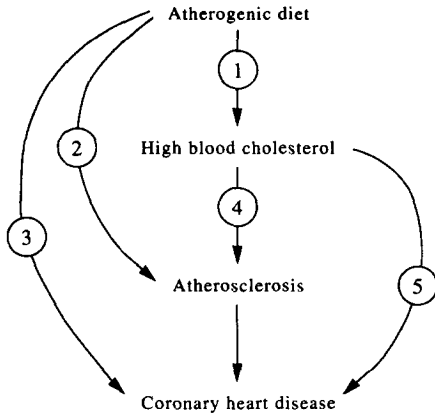 Atherogenic diet
1
2
High blood cholesterol
3
4
5
Atherosclerosis
Coronary heart disease